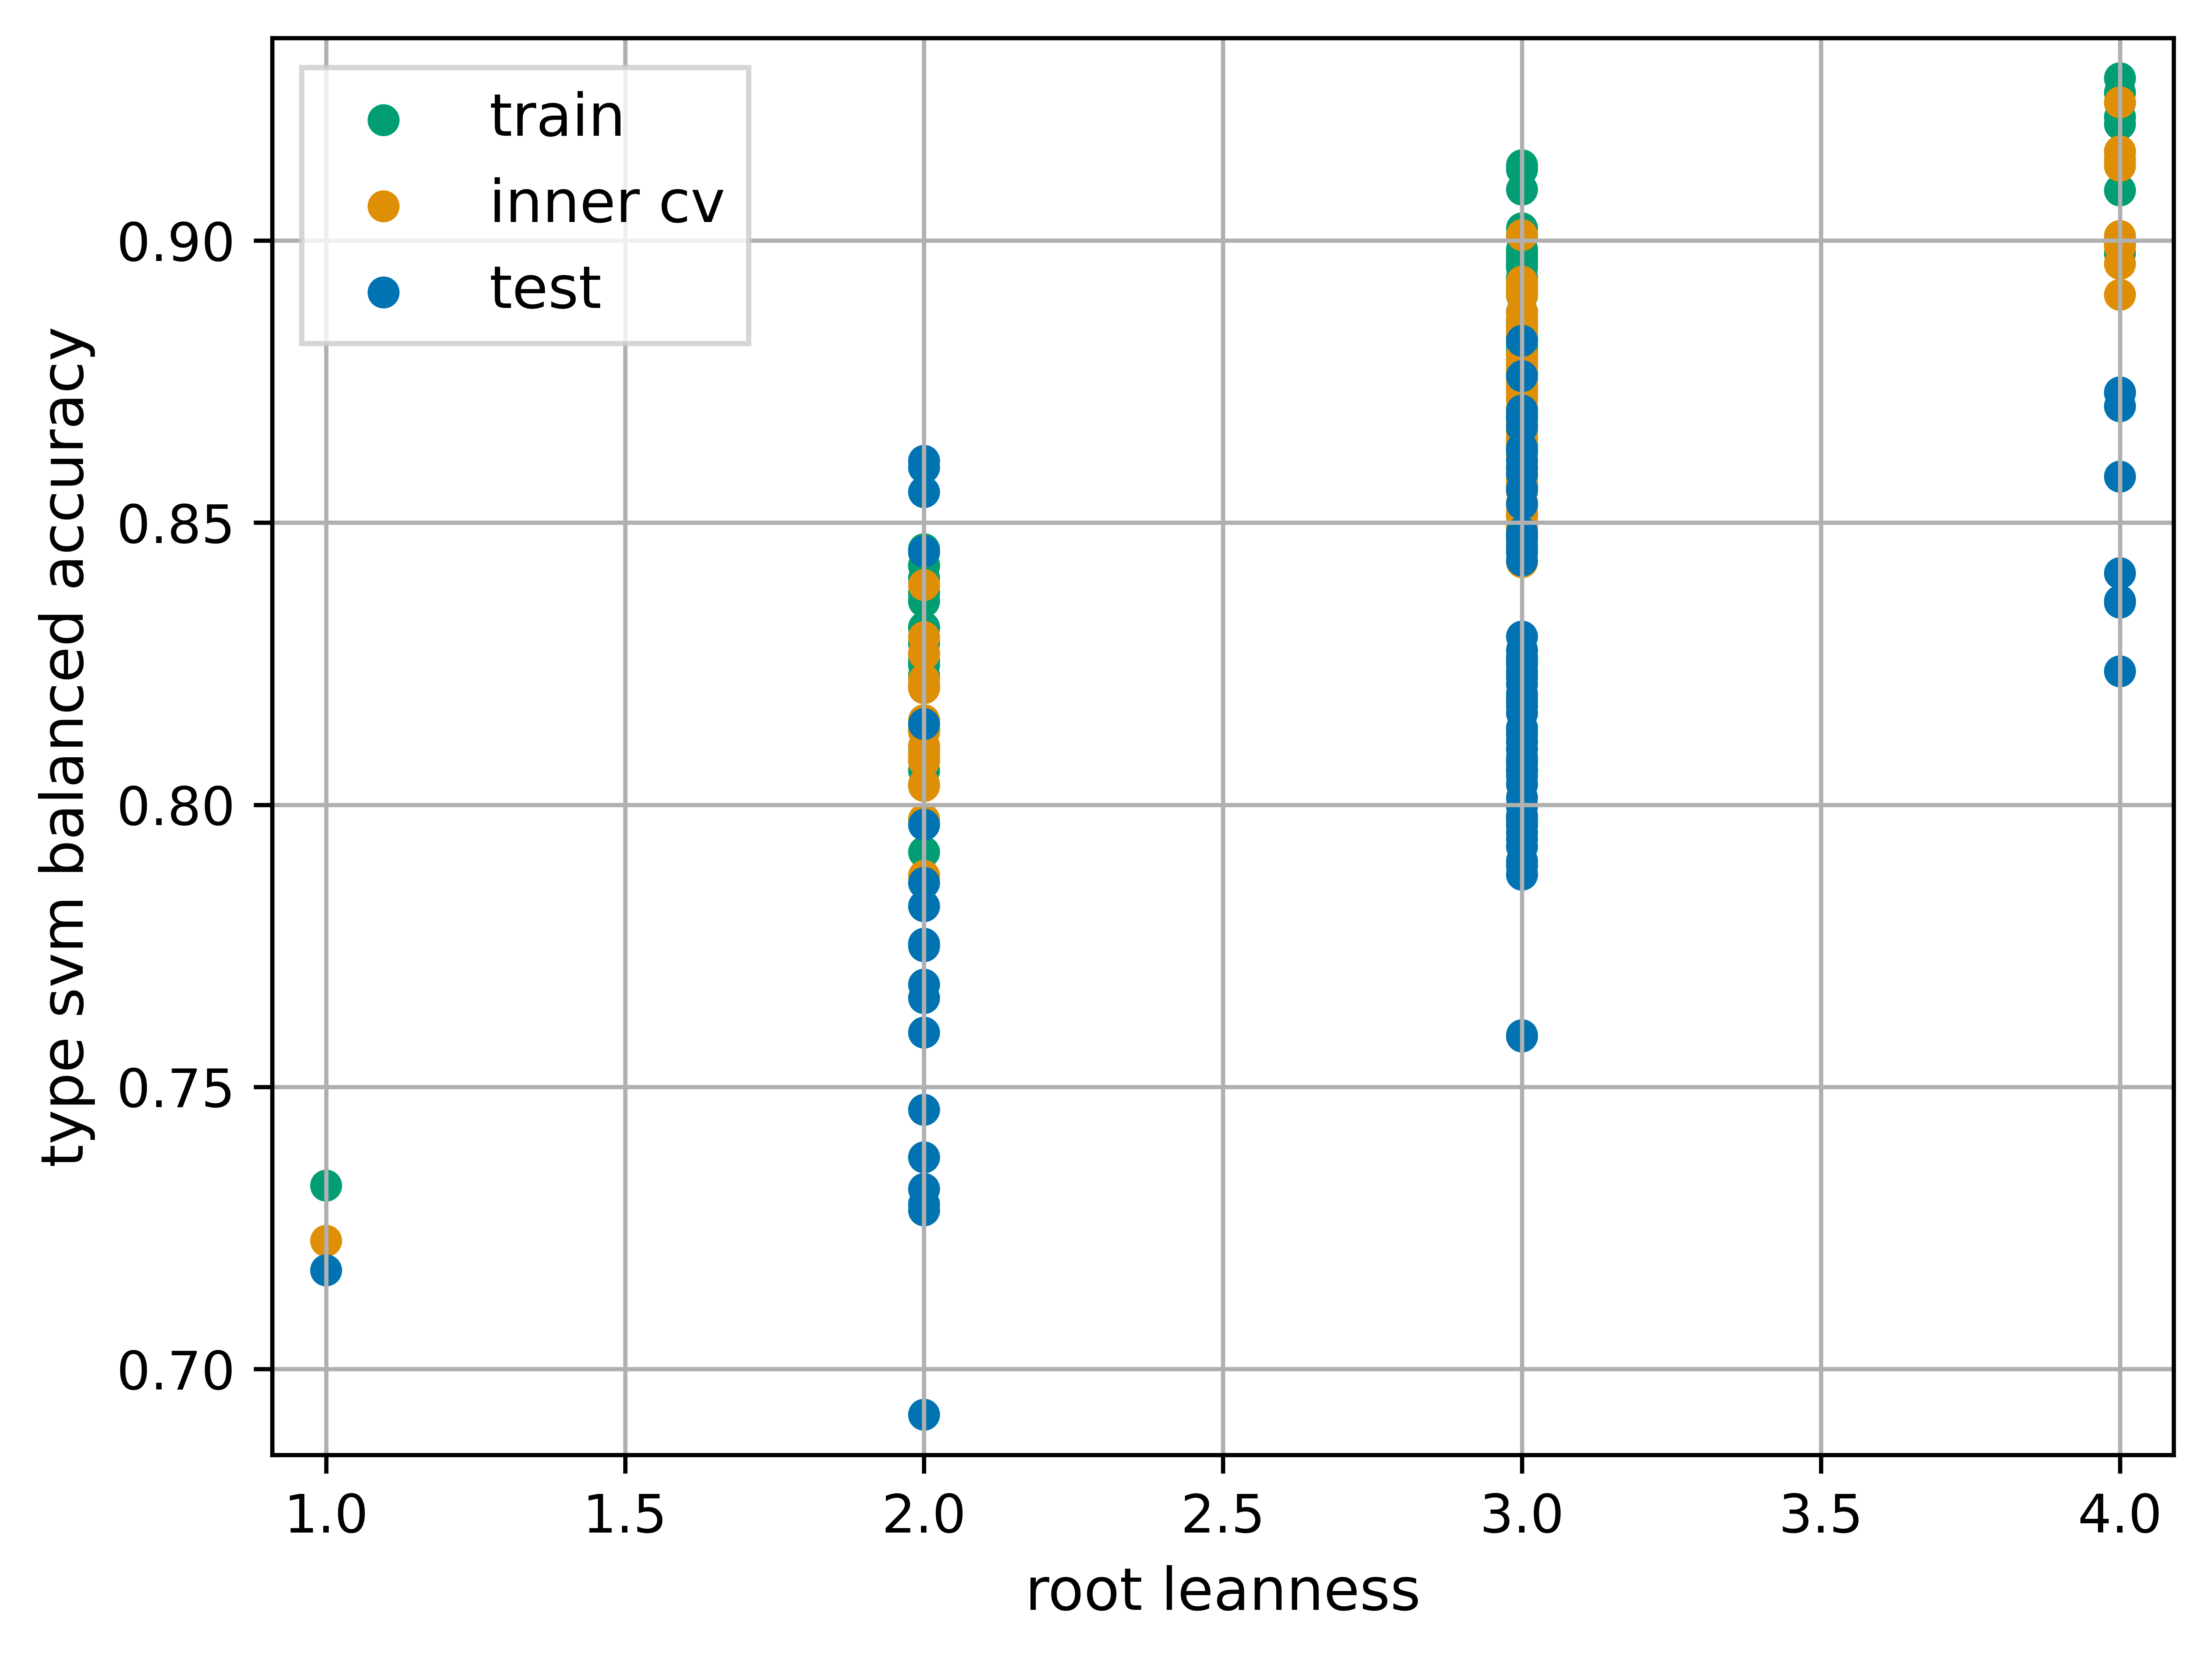 train
inner cv
test
0.90
0.85
0.80
0.75
0.70
type svm balanced accuracy
1.0 1.5 2.0 2.5 3.0 3.5 4.0
root leanness